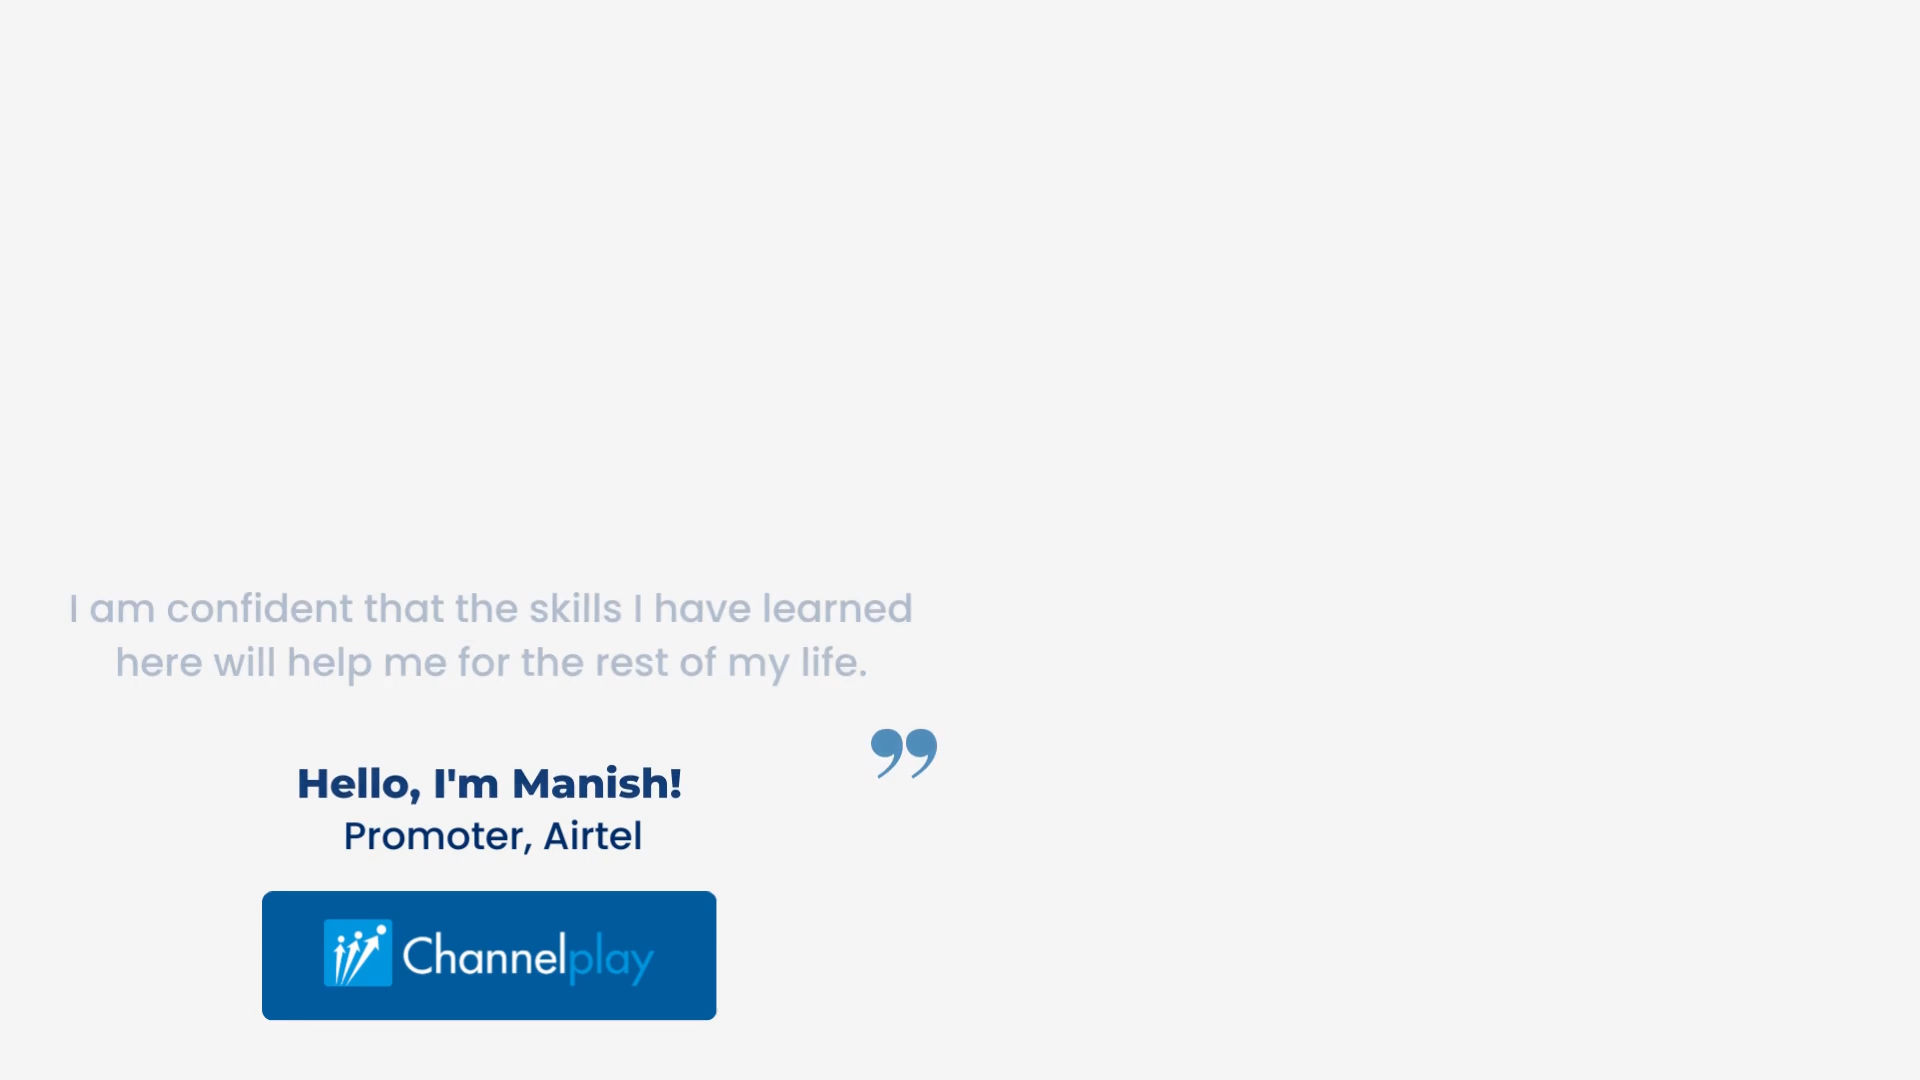 I am confident that the skills I have learned
here will help me for the rest of my life.
”
Hello, I'm Manish!
Promoter, Airtel
Channelplay